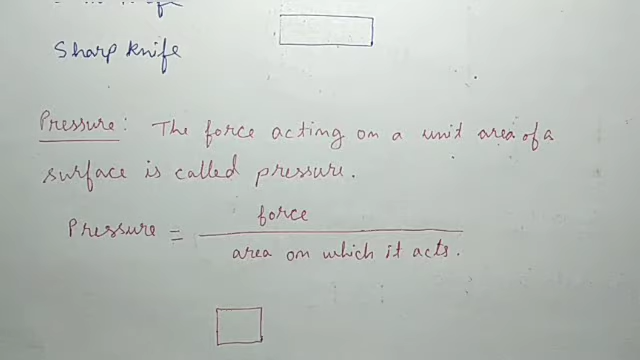 Sharp knife
Pressure: The force acting on a unit area of a
surface is called pressure.
Pressure = force
area on which it acts.